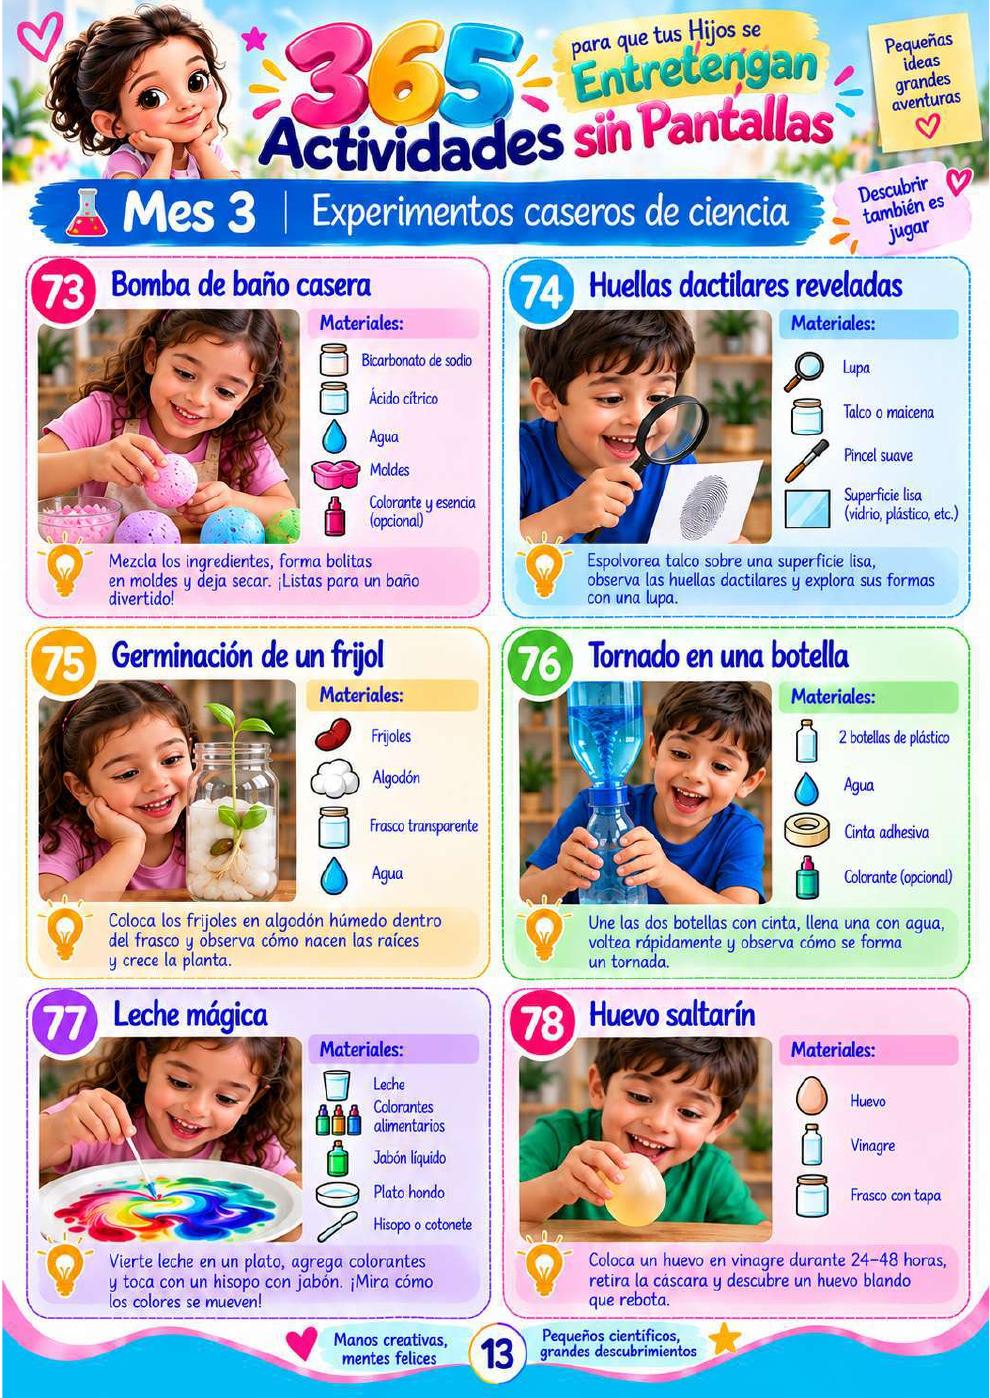 365
Actividades
para que tus Hijos se
Entretengan
sin Pantallas
Pequeñas
ideas
grandes
aventuras
Mes 3 | Experimentos caseros de ciencia
Descubrir
también es
jugar
73 Bomba de baño casera
Materiales:
Bicarbonato de sodio
Ácido cítrico
Agua
Moldes
Colorante y esencia
(opcional)
Mezcla los ingredientes, forma bolitas
en moldes y deja secar. ¡Listas para un baño
divertido!
74 Huellas dactilares reveladas
Materiales:
Lupa
Talco o maicena
Pincel suave
Superficie lisa
(vidrio, plástico, etc.)
Espolvorea talco sobre una superficie lisa,
observa las huellas dactilares y explora sus formas
con una lupa.
75 Germinación de un frijol
Materiales:
Frijoles
Algodón
Frasco transparente
Agua
Coloca los frijoles en algodón húmedo dentro
del frasco y observa cómo nacen las raíces
y crece la planta.
76 Tornado en una botella
Materiales:
2 botellas de plástico
Agua
Cinta adhesiva
Colorante (opcional)
Une las dos botellas con cinta, llena una con agua,
voltea rápidamente y observa cómo se forma
un tornada.
77 Leche mágica
Materiales:
Leche
Colorantes
alimentarios
Jabón líquido
Plato hondo
Hisopo o cotonete
Vierte leche en un plato, agrega colorantes
y toca con un hisopo con jabón. ¡Mira cómo
los colores se mueven!
78 Huevo saltarín
Materiales:
Huevo
Vinagre
Frasco con tapa
Coloca un huevo en vinagre durante 24–48 horas,
retira la cáscara y descubre un huevo blando
que rebota.
Manos creativas,
mentes felices
13
Pequeños científicos,
grandes descubrimientos